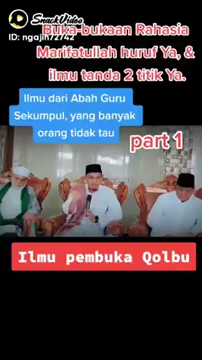 SnackVideo
ID: ngajin72742
Buka-bukaan Rahasia
Marifatullah huruf Ya, &
ilmu tanda 2 titik Ya.
Ilmu dari Abah Guru
Sekumpul, yang banyak
orang tidak tau
part 1
Ilmu pembuka Qolbu